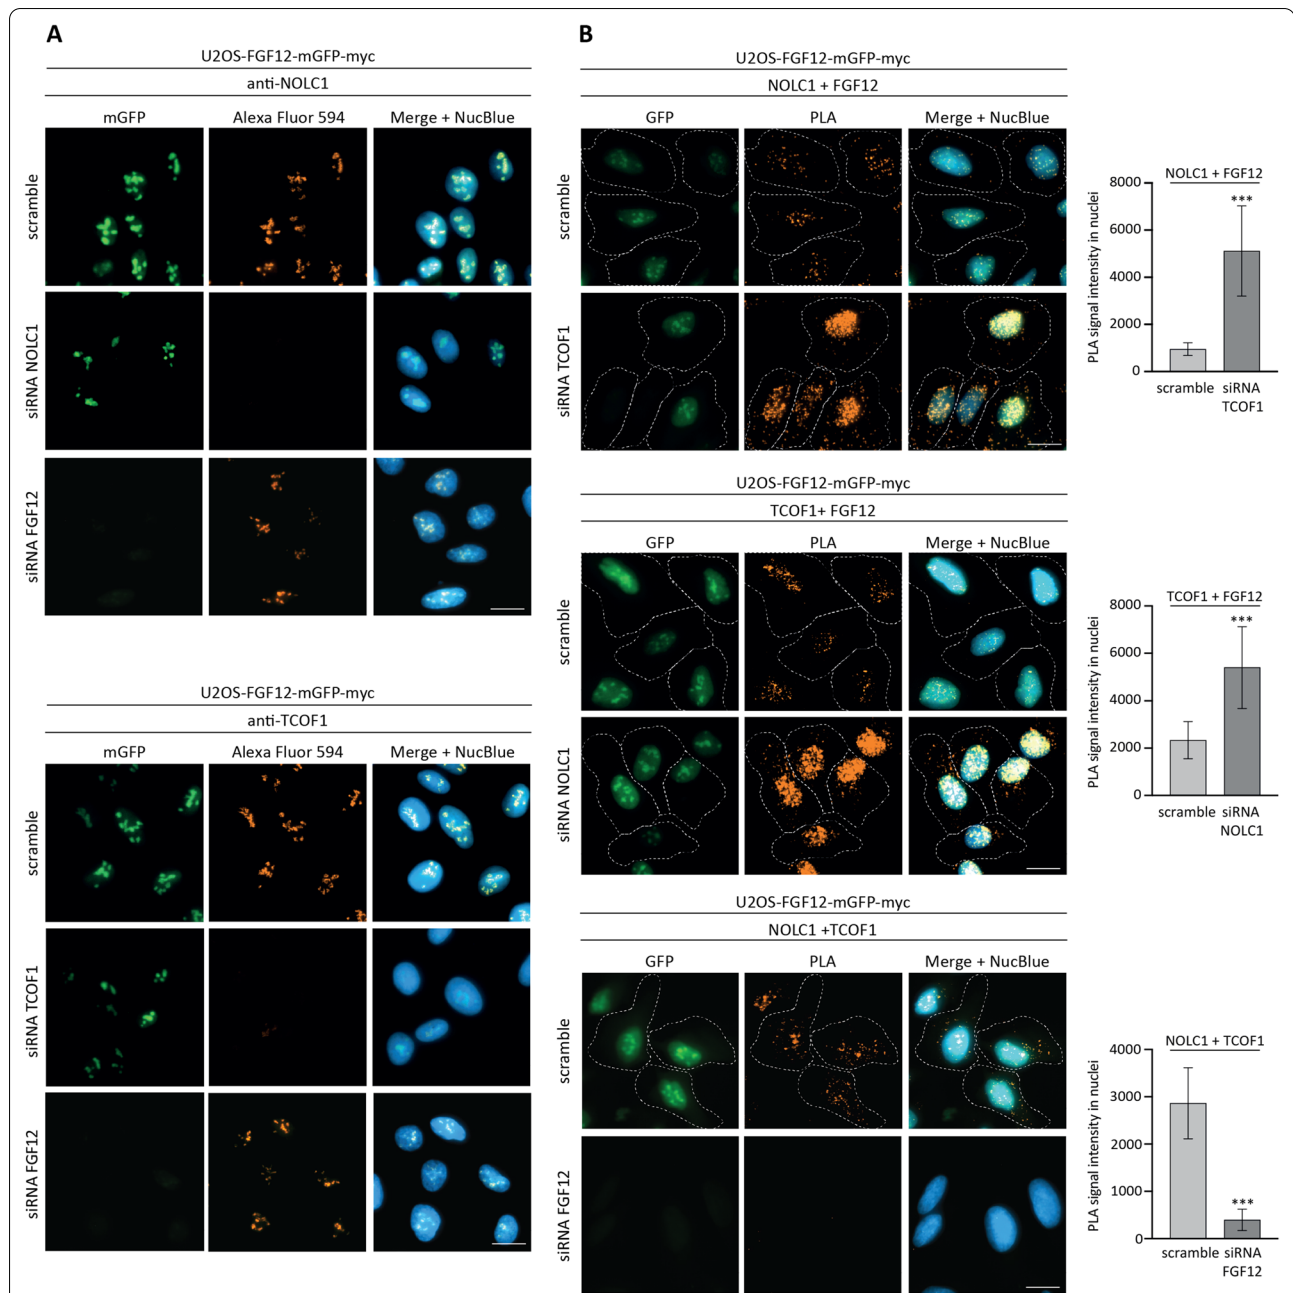 A
U2OS-FGF12-mGFP-myc
anti-NOLC1
mGFP Alexa Fluor 594 Merge + NucBlue
scramble
siRNA NOLC1
siRNA FGF12
U2OS-FGF12-mGFP-myc
anti-TCOF1
mGFP Alexa Fluor 594 Merge + NucBlue
scramble
siRNA TCOF1
siRNA FGF12
B
U2OS-FGF12-mGFP-myc
NOLC1 + FGF12
GFP PLA Merge + NucBlue
scramble
siRNA TCOF1
NOLC1 + FGF12
PLA signal intensity in nuclei
8000
6000
4000
2000
0
***
scramble siRNA
TCOF1
U2OS-FGF12-mGFP-myc
TCOF1+ FGF12
GFP PLA Merge + NucBlue
scramble
siRNA NOLC1
TCOF1 + FGF12
PLA signal intensity in nuclei
8000
6000
4000
2000
0
***
scramble siRNA
NOLC1
U2OS-FGF12-mGFP-myc
NOLC1 +TCOF1
GFP PLA Merge + NucBlue
scramble
siRNA FGF12
NOLC1 + TCOF1
PLA signal intensity in nuclei
4000
3000
2000
1000
0
***
scramble siRNA
FGF12